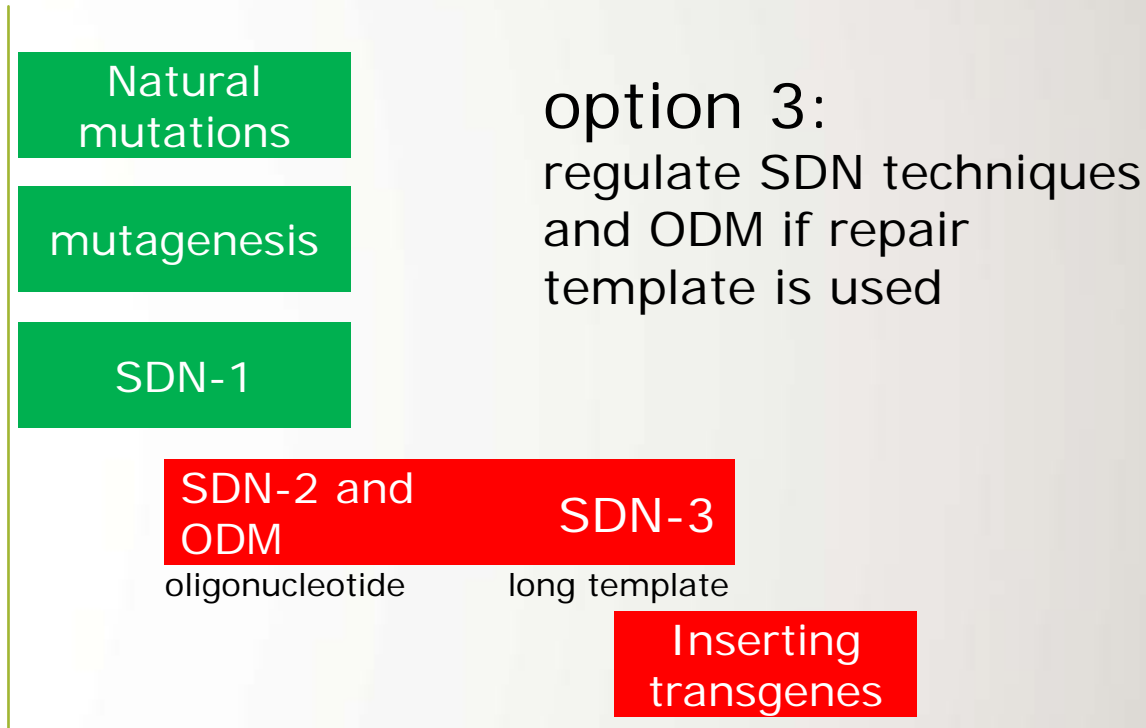 Natural
mutations
option 3:
regulate SDN techniques
and ODM if repair
template is used
mutagenesis
SDN-1
SDN-2 and
ODM
SDN-3
oligonucleotide
long template
Inserting
transgenes